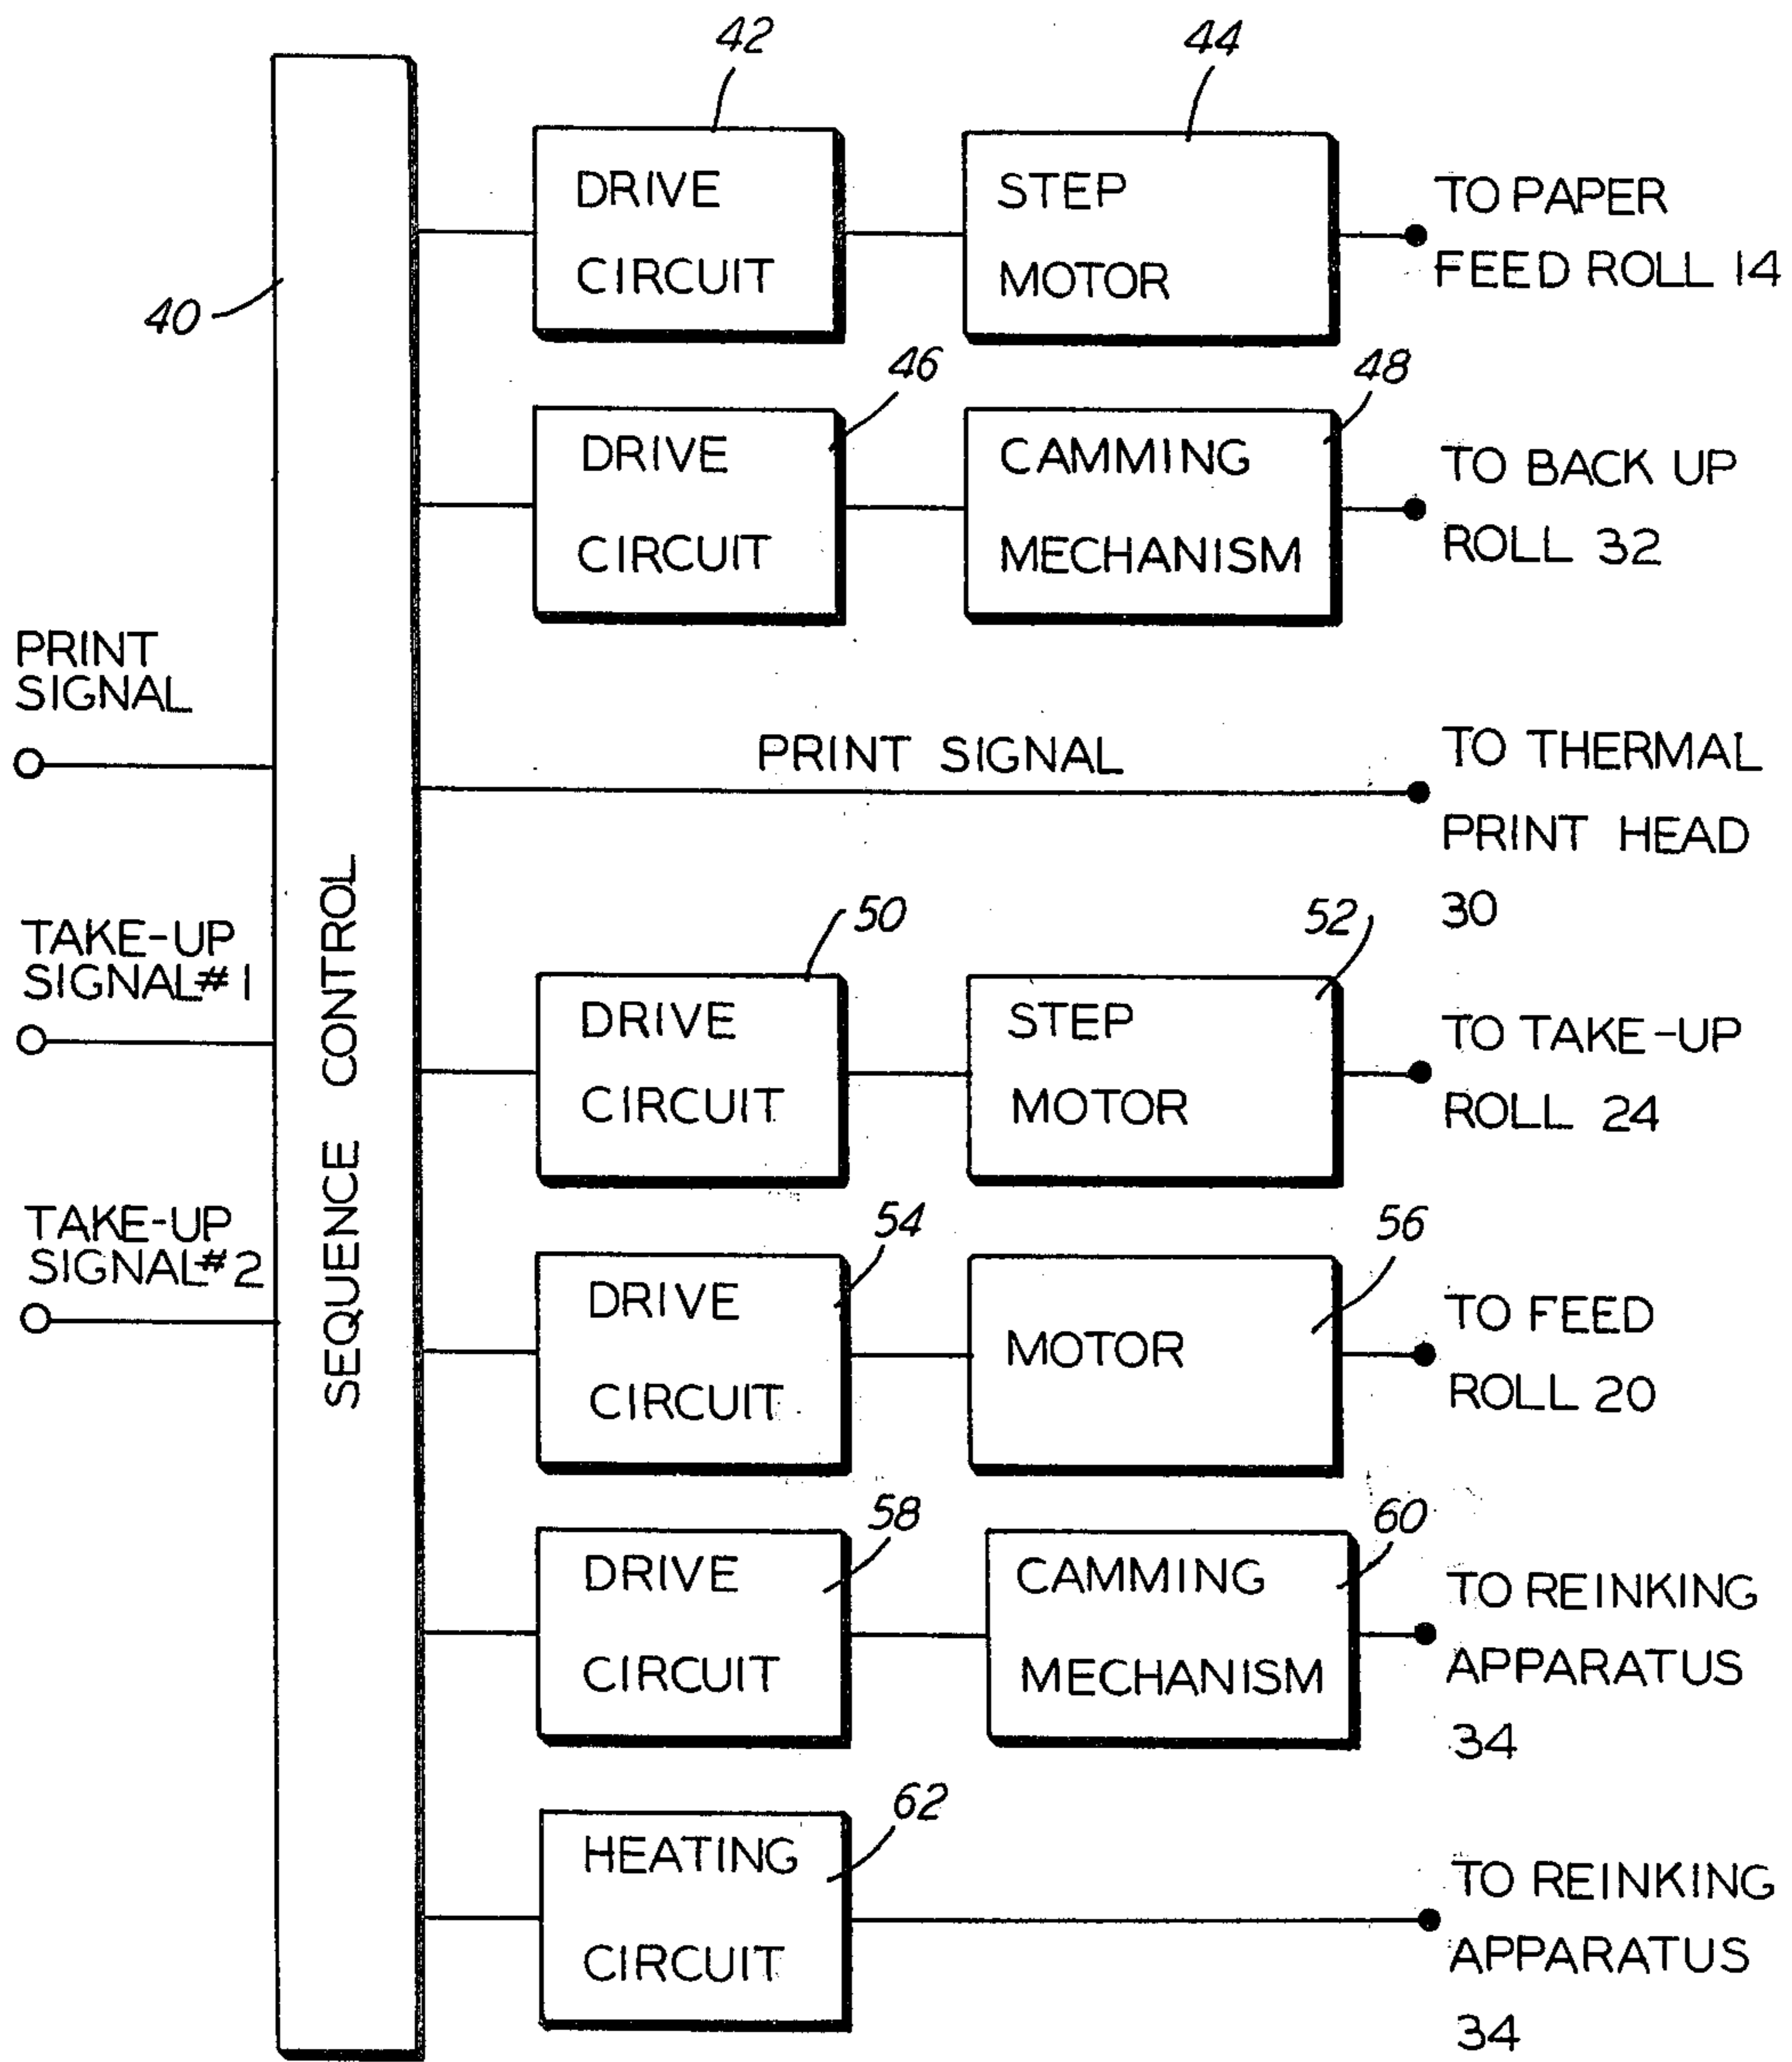 42
44
DRIVE
CIRCUIT
STEP
MOTOR
TO PAPER
FEED ROLL 14
40
46
48
DRIVE
CIRCUIT
CAMMING
MECHANISM
TO BACK UP
ROLL 32
PRINT
SIGNAL
PRINT SIGNAL
TO THERMAL
PRINT HEAD
30
SEQUENCE CONTROL
TAKE-UP
SIGNAL#1
50
52
DRIVE
CIRCUIT
STEP
MOTOR
TO TAKE-UP
ROLL 24
TAKE-UP
SIGNAL#2
54
56
DRIVE
CIRCUIT
MOTOR
TO FEED
ROLL 20
58
60
DRIVE
CIRCUIT
CAMMING
MECHANISM
TO REINKING
APPARATUS
34
62
HEATING
CIRCUIT
TO REINKING
APPARATUS
34